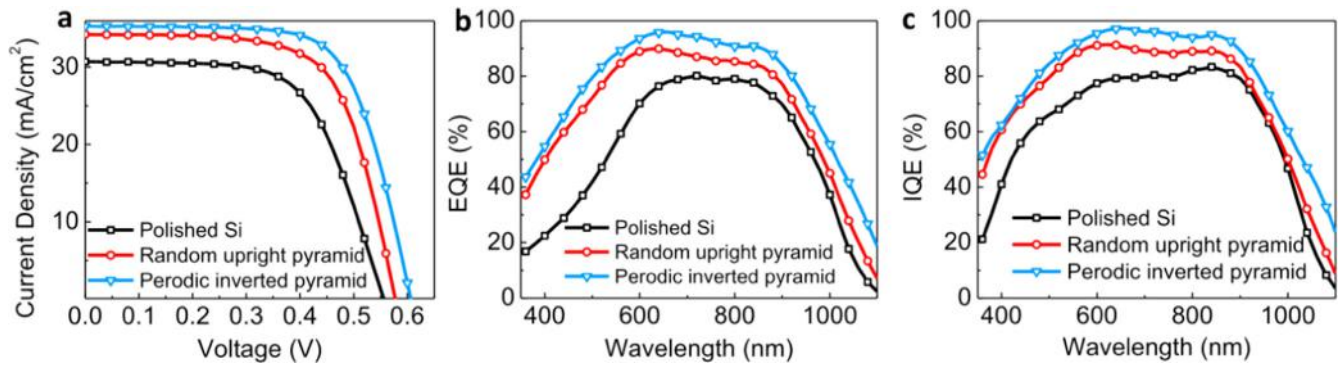 a
Current Density (mA/cm²)
30
20
10
0.0 0.1 0.2 0.3 0.4 0.5 0.6
Voltage (V)
Polished Si
Random upright pyramid
Perodic inverted pyramid
b
EQE (%)
100
80
60
40
20
0
400 600 800 1000
Wavelength (nm)
Polished Si
Random upright pyramid
Perodic inverted pyramid
c
IQE (%)
100
80
60
40
20
0
400 600 800 1000
Wavelength (nm)
Polished Si
Random upright pyramid
Perodic inverted pyramid